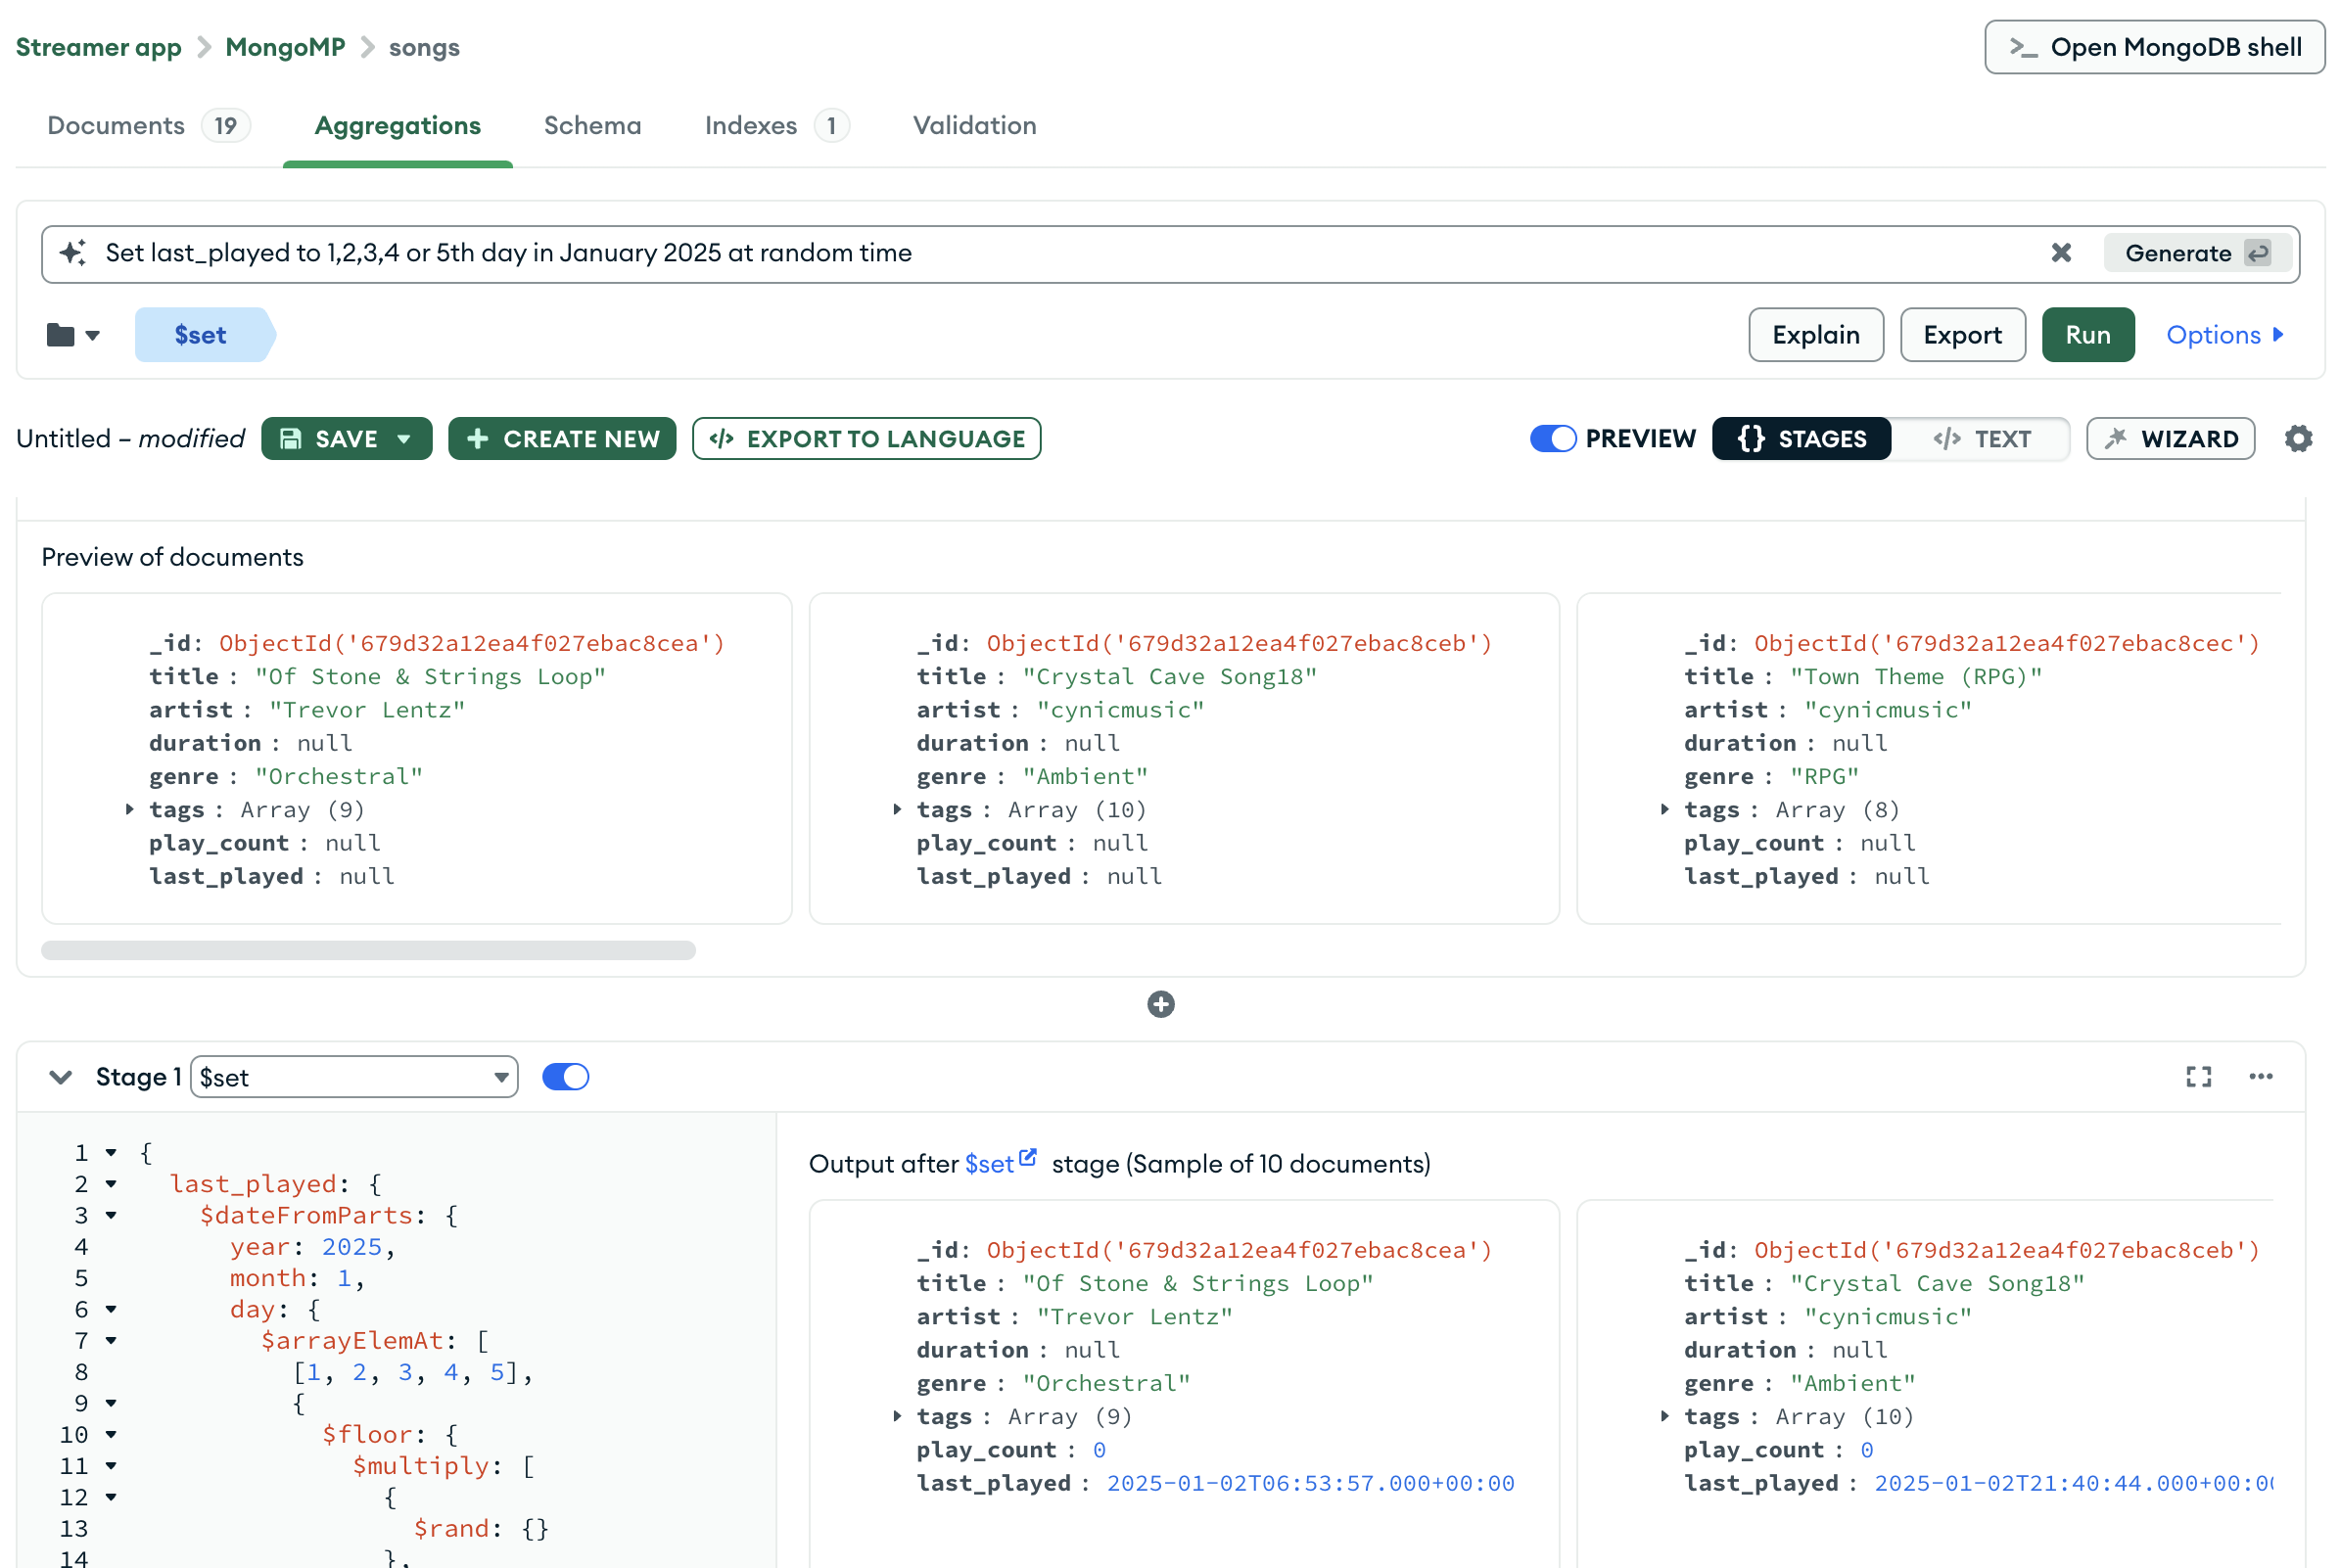 Streamer app > MongoMP > songs
>_ Open MongoDB shell
Documents 19 Aggregations Schema Indexes 1 Validation
Set last_played to 1,2,3,4 or 5th day in January 2025 at random time
Generate
$set
Explain Export Run Options
Untitled – modified SAVE + CREATE NEW </> EXPORT TO LANGUAGE
PREVIEW {} STAGES </> TEXT WIZARD
Preview of documents
_id: ObjectId('679d32a12ea4f027ebac8cea')
title : "Of Stone & Strings Loop"
artist : "Trevor Lentz"
duration : null
genre : "Orchestral"
tags : Array (9)
play_count : null
last_played : null
_id: ObjectId('679d32a12ea4f027ebac8ceb')
title : "Crystal Cave Song18"
artist : "cynicmusic"
duration : null
genre : "Ambient"
tags : Array (10)
play_count : null
last_played : null
_id: ObjectId('679d32a12ea4f027ebac8cec')
title : "Town Theme (RPG)"
artist : "cynicmusic"
duration : null
genre : "RPG"
tags : Array (8)
play_count : null
last_played : null
Stage 1 $set
1 {
2 last_played: {
3 $dateFromParts: {
4 year: 2025,
5 month: 1,
6 day: {
7 $arrayElemAt: [
8 [1, 2, 3, 4, 5],
9 {
10 $floor: {
11 $multiply: [
12 {
13 $rand: {}
14 },
Output after $set stage (Sample of 10 documents)
_id: ObjectId('679d32a12ea4f027ebac8cea')
title : "Of Stone & Strings Loop"
artist : "Trevor Lentz"
duration : null
genre : "Orchestral"
tags : Array (9)
play_count : 0
last_played : 2025-01-02T06:53:57.000+00:00
_id: ObjectId('679d32a12ea4f027ebac8ceb')
title : "Crystal Cave Song18"
artist : "cynicmusic"
duration : null
genre : "Ambient"
tags : Array (10)
play_count : 0
last_played : 2025-01-02T21:40:44.000+00:0